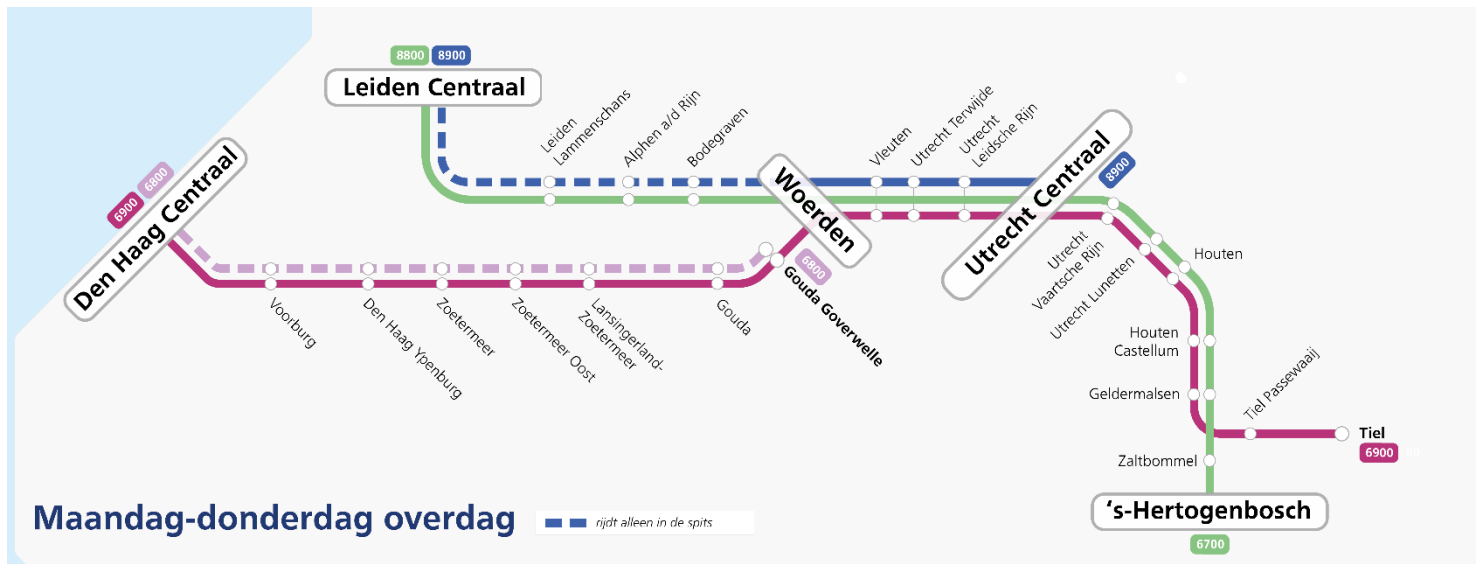 8800 8900
Leiden Centraal
6900 6800
Den Haag Centraal
Leiden
Lammenschans
Alphen a/d Rijn
Bodegraven
Woerden
Vleuten
Utrecht Terwijde
Utrecht
Leidsche Rijn
Utrecht Centraal
8900
Voorburg
Den Haag Ypenburg
Zoetermeer
Zoetermeer Oost
Lansingerland-
Zoetermeer
Gouda
Gouda Goverwelle
6800
Utrecht
Vaartsche Rijn
Utrecht Lunetten
Houten
Houten
Castellum
Geldermalsen
Tiel Passewaaij
Tiel
6900
Zaltbommel
‘s-Hertogenbosch
6700
Maandag-donderdag overdag
rijdt alleen in de spits